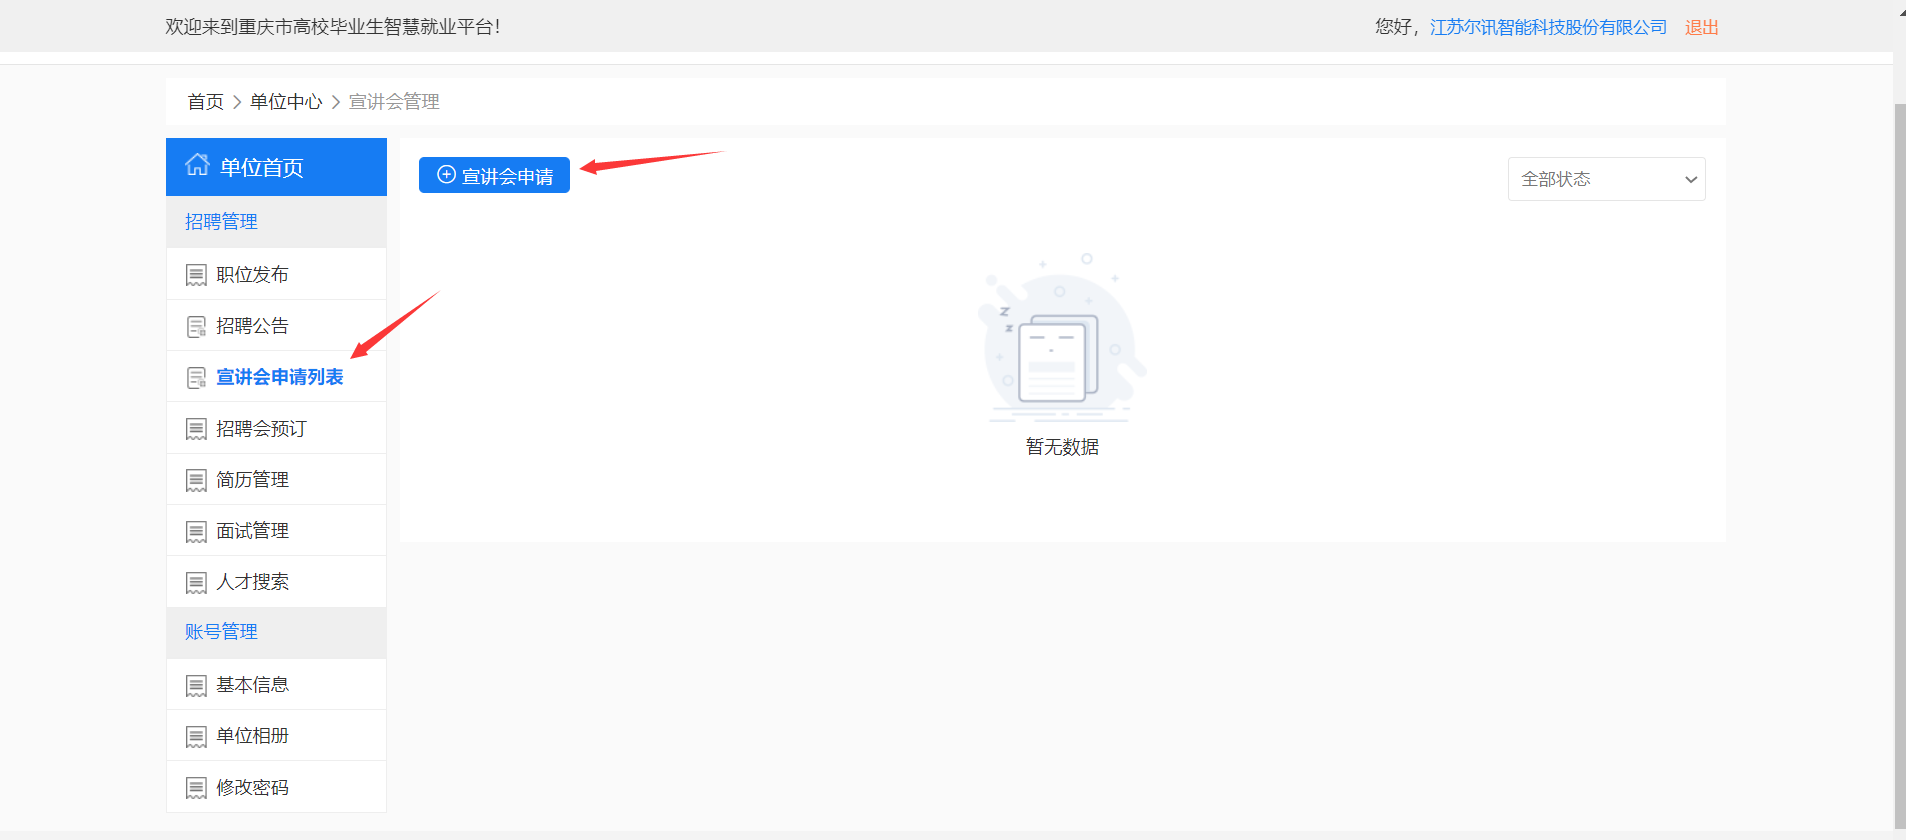 欢迎来到重庆市高校毕业生智慧就业平台！
您好，江苏尔讯智能科技股份有限公司 退出
首页 > 单位中心 > 宣讲会管理
单位首页
招聘管理
职位发布
招聘公告
宣讲会申请列表
招聘会预订
简历管理
面试管理
人才搜索
账号管理
基本信息
单位相册
修改密码
宣讲会申请
全部状态
z
z
暂无数据